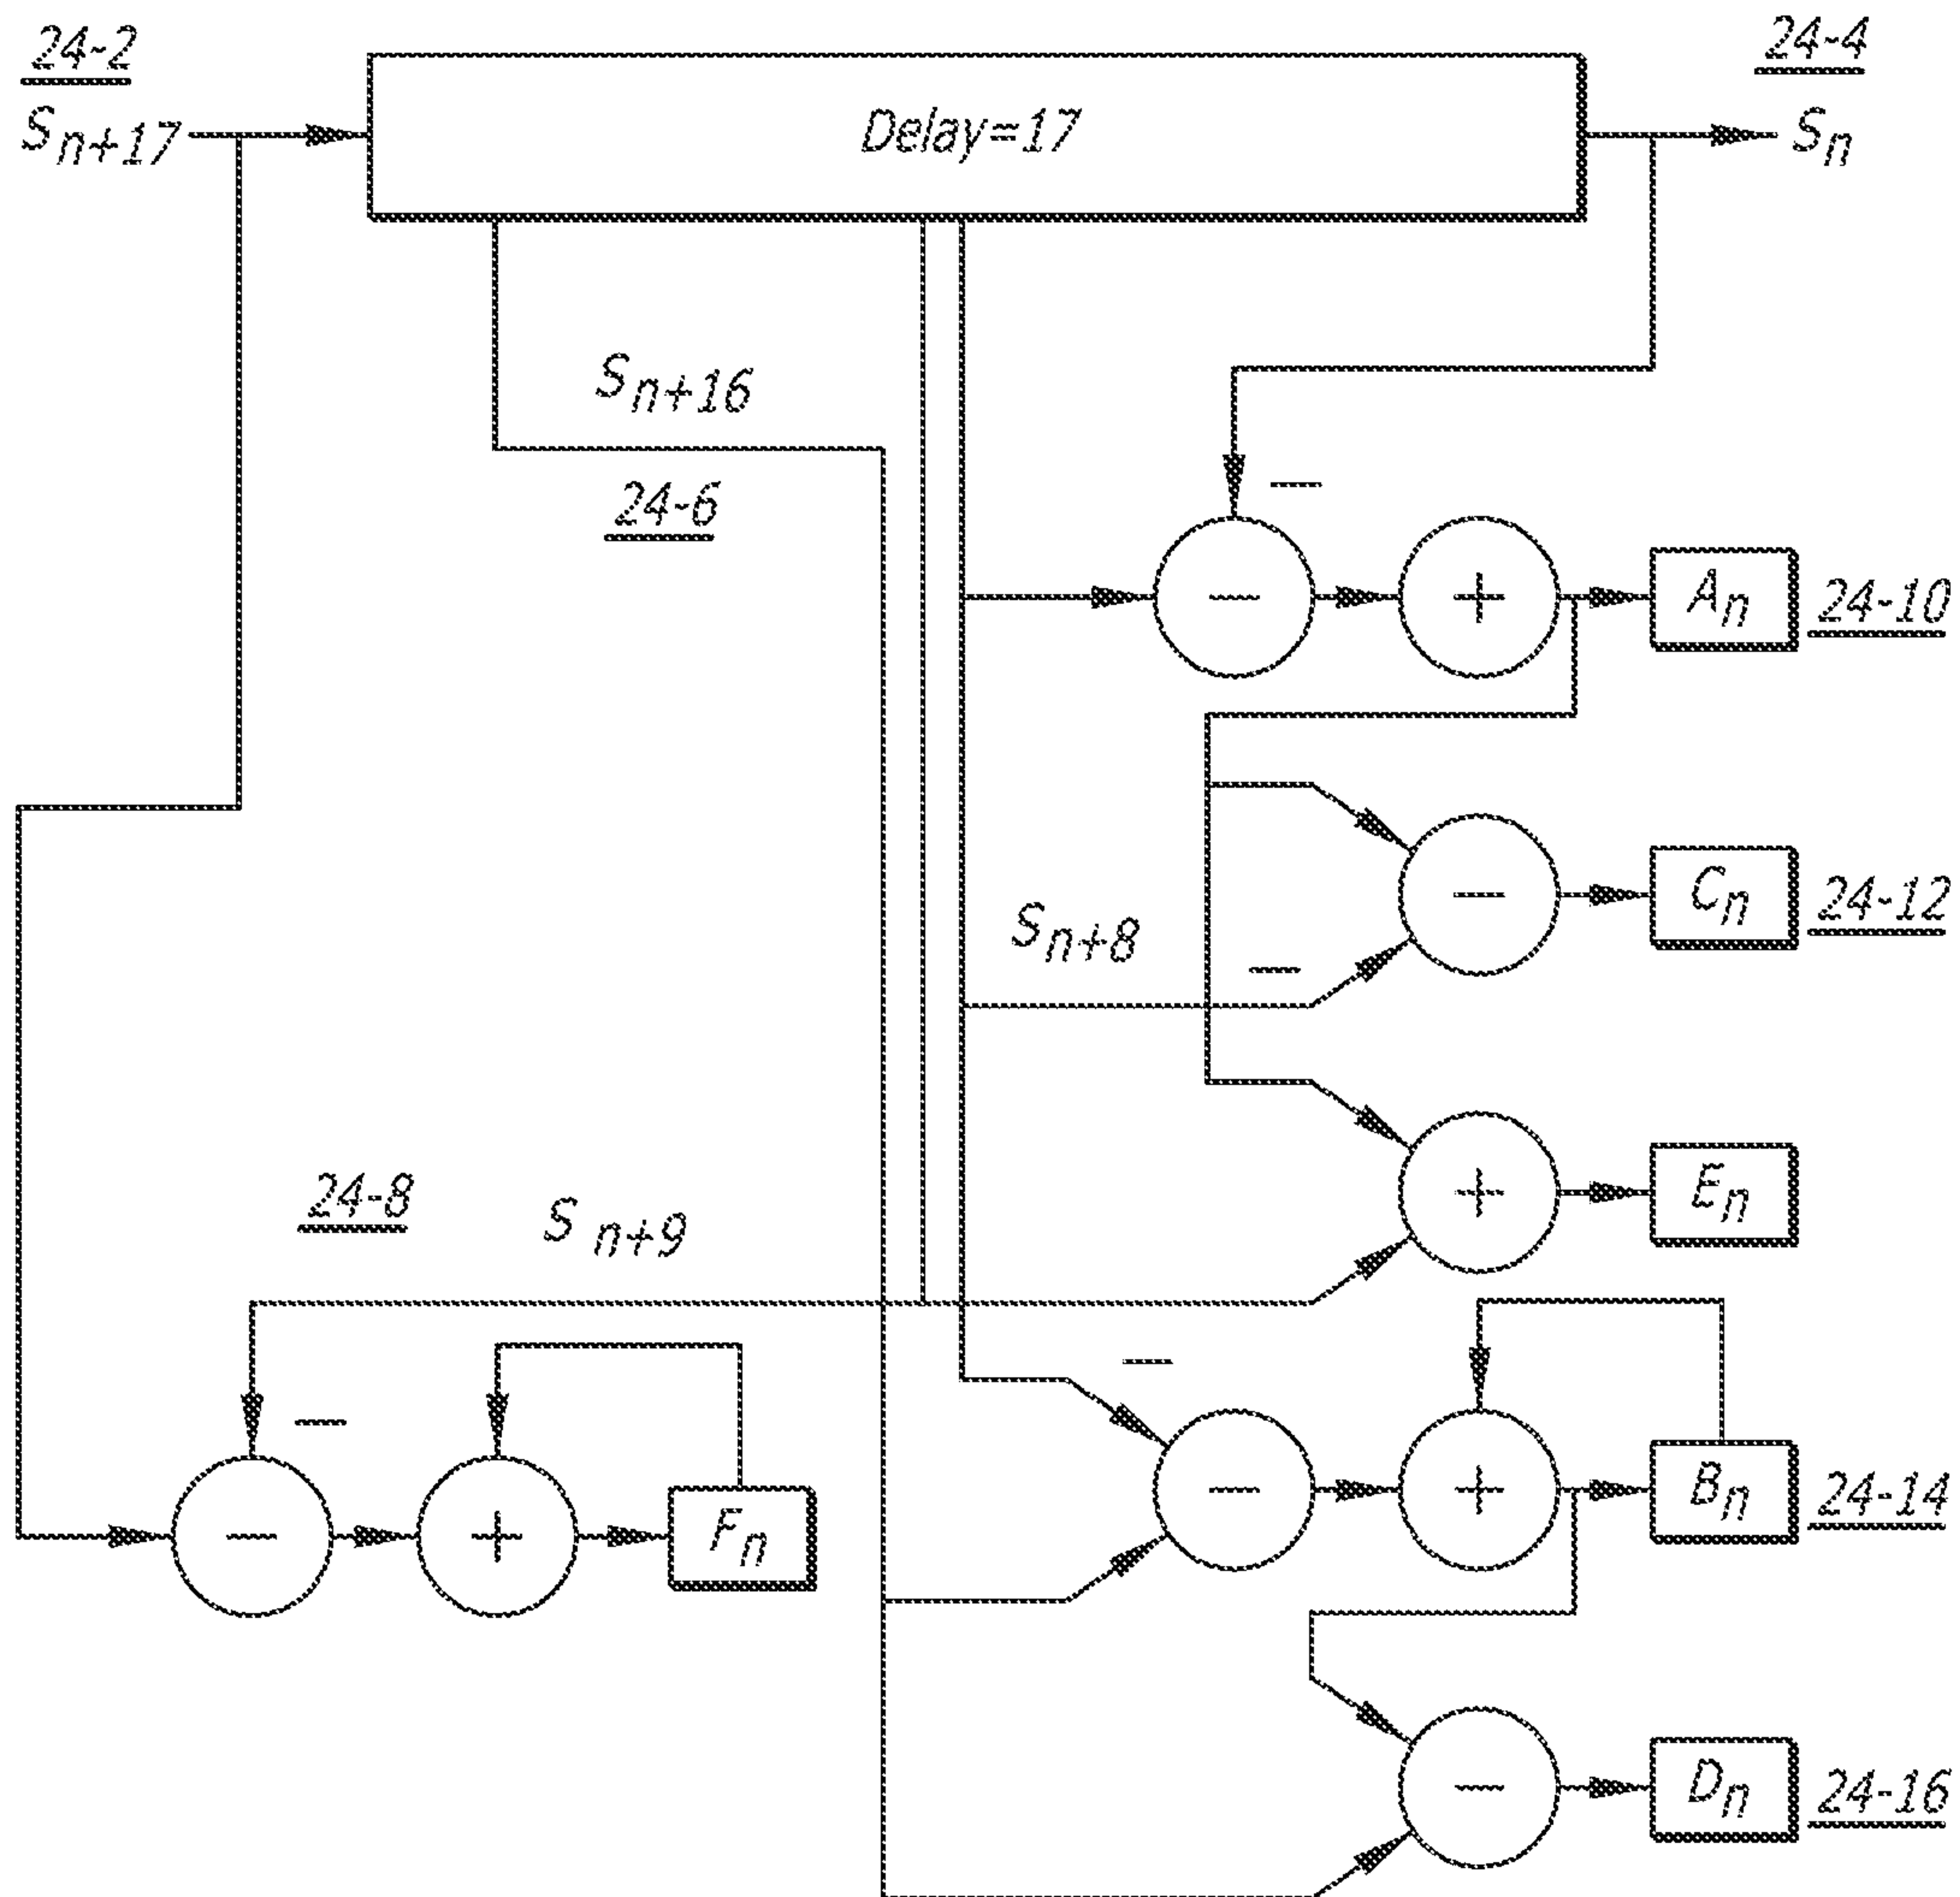 24-2
24-4
Sn+17
Delay=17
Sn
Sn+16
24-6
−
− + An 24-10
Sn+8
−
− Cn 24-12
24-8
Sn+9
+ En
−
−
− + Fn
− + Bn 24-14
− Dn 24-16